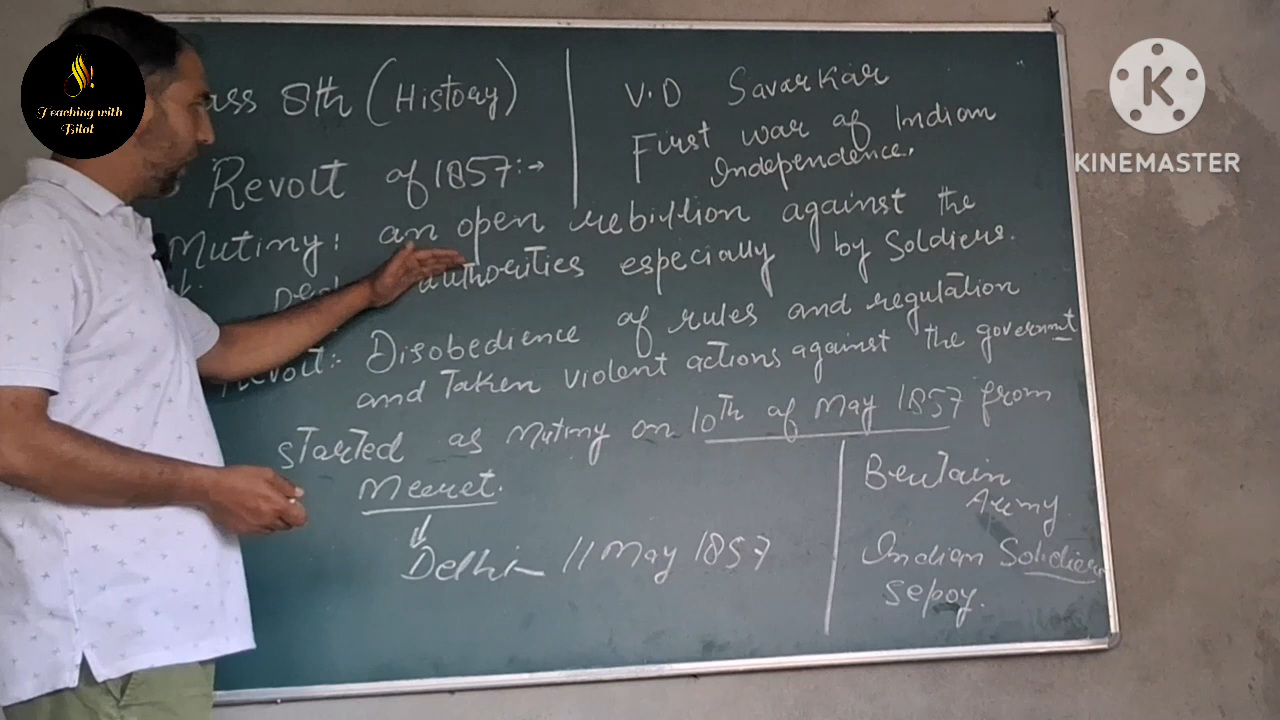 Teaching with
Bilot
K
KINEMASTER
ass 8th (History)
Revolt of 1857:→
V.D Savarkar
First war of Indian
Independence.
Mutiny: an open rebillion against the
authorities especially by Soldiers.
Revolt: Disobedience of rules and regulation
and Taken violent actions against the governmt
started as Mutiny on 10th of May 1857 from
Meeret.
Delhi 11 May 1857
Bertain
Army
Indian Soldiers
Sepoy.